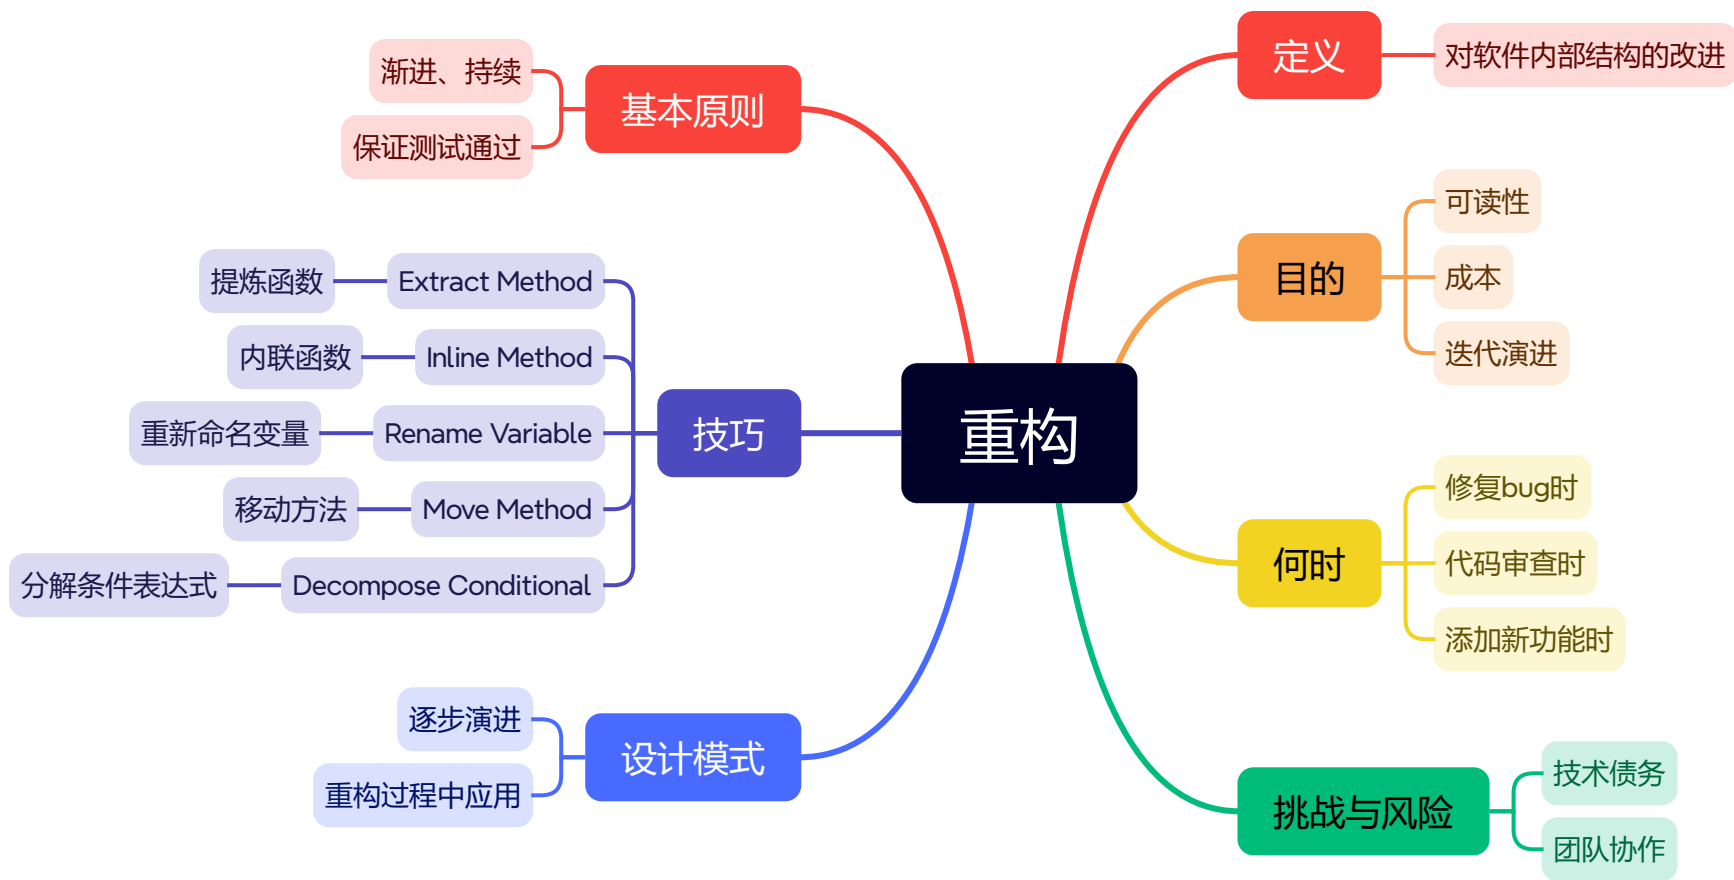 重构
定义
对软件内部结构的改进
目的
可读性
成本
迭代演进
何时
修复bug时
代码审查时
添加新功能时
挑战与风险
技术债务
团队协作
基本原则
渐进、持续
保证测试通过
技巧
Extract Method
提炼函数
Inline Method
内联函数
Rename Variable
重新命名变量
Move Method
移动方法
Decompose Conditional
分解条件表达式
设计模式
逐步演进
重构过程中应用